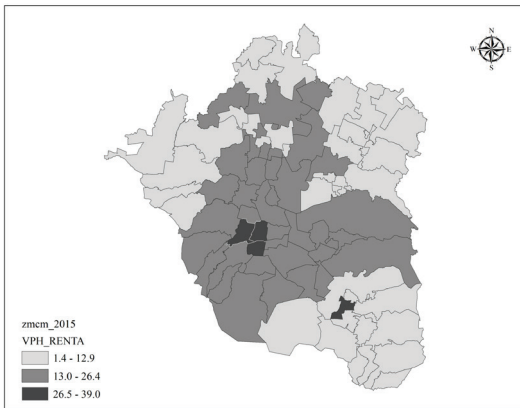 N
W E
S
zmcm_2015
VPH_RENTA
1.4 - 12.9
13.0 - 26.4
26.5 - 39.0